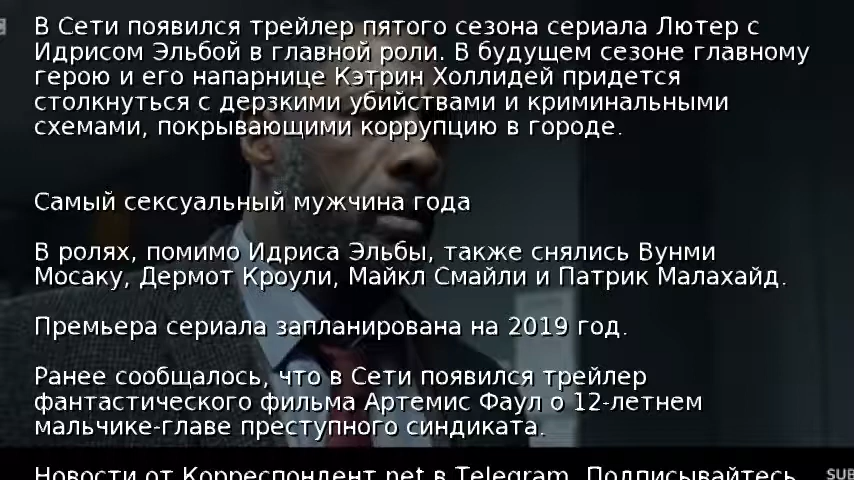 В Сети появился трейлер пятого сезона сериала Лютер с
Идрисом Эльбой в главной роли. В будущем сезоне главному
герою и его напарнице Кэтрин Холлидей придется
столкнуться с дерзкими убийствами и криминальными
схемами, покрывающими коррупцию в городе.
Самый сексуальный мужчина года
В ролях, помимо Идриса Эльбы, также снялись Вунми
Мосаку, Дермот Кроули, Майкл Смайли и Патрик Малахайд.
Премьера сериала запланирована на 2019 год.
Ранее сообщалось, что в Сети появился трейлер
фантастического фильма Артемис Фаул о 12-летнем
мальчике-главе преступного синдиката.
Новости от Корреспондент.net в Telegram. Подписывайтесь
SUB